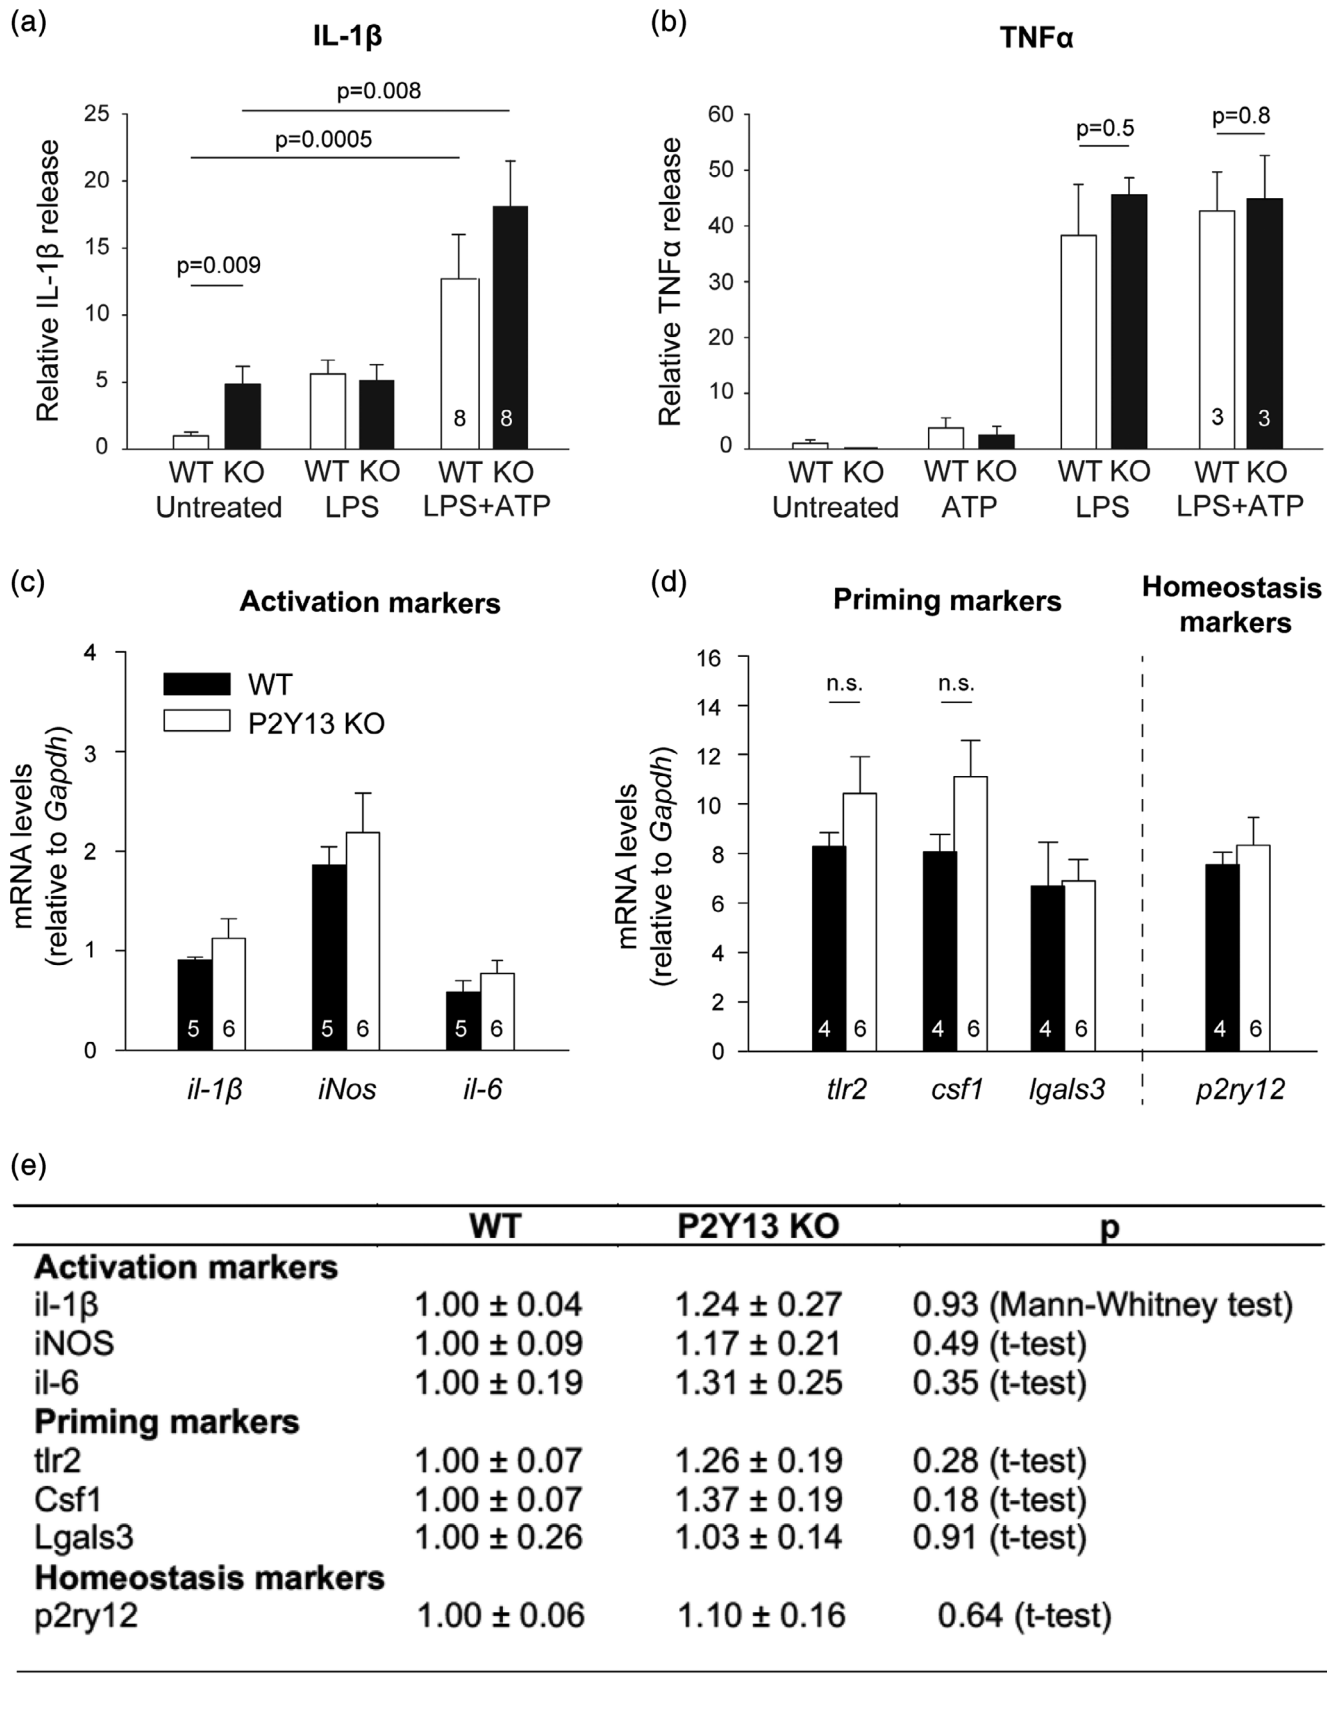 (a)
IL-1β
Relative IL-1β release
25
20
15
10
5
0
p=0.008
p=0.0005
p=0.009
8
8
WT KO
WT KO
WT KO
Untreated
LPS
LPS+ATP
(b)
TNFα
Relative TNFα release
60
50
40
30
20
10
0
p=0.5
p=0.8
3
3
WT KO
WT KO
WT KO
WT KO
Untreated
ATP
LPS
LPS+ATP
(c)
Activation markers
mRNA levels
(relative to Gapdh)
4
3
2
1
0
WT
P2Y13 KO
5
6
5
6
5
6
il-1β
iNos
il-6
(d)
Priming markers
Homeostasis
markers
mRNA levels
(relative to Gapdh)
16
14
12
10
8
6
4
2
0
n.s.
n.s.
4
6
4
6
4
6
4
6
tlr2
csf1
lgals3
p2ry12
(e)
WT P2Y13 KO p
Activation markers
il-1β 1.00 ± 0.04 1.24 ± 0.27 0.93 (Mann-Whitney test)
iNOS 1.00 ± 0.09 1.17 ± 0.21 0.49 (t-test)
il-6 1.00 ± 0.19 1.31 ± 0.25 0.35 (t-test)
Priming markers
tlr2 1.00 ± 0.07 1.26 ± 0.19 0.28 (t-test)
Csf1 1.00 ± 0.07 1.37 ± 0.19 0.18 (t-test)
Lgals3 1.00 ± 0.26 1.03 ± 0.14 0.91 (t-test)
Homeostasis markers
p2ry12 1.00 ± 0.06 1.10 ± 0.16 0.64 (t-test)